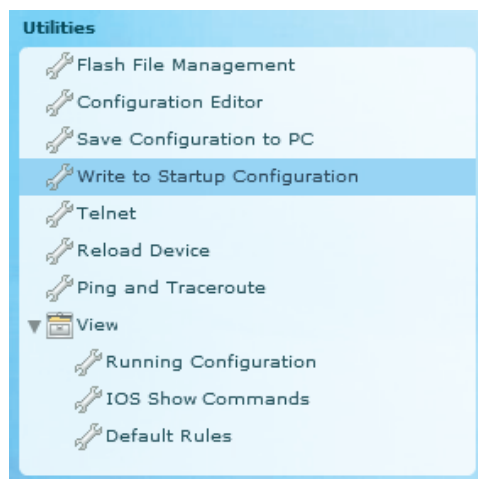 Utilities
Flash File Management
Configuration Editor
Save Configuration to PC
Write to Startup Configuration
Telnet
Reload Device
Ping and Traceroute
View
Running Configuration
IOS Show Commands
Default Rules